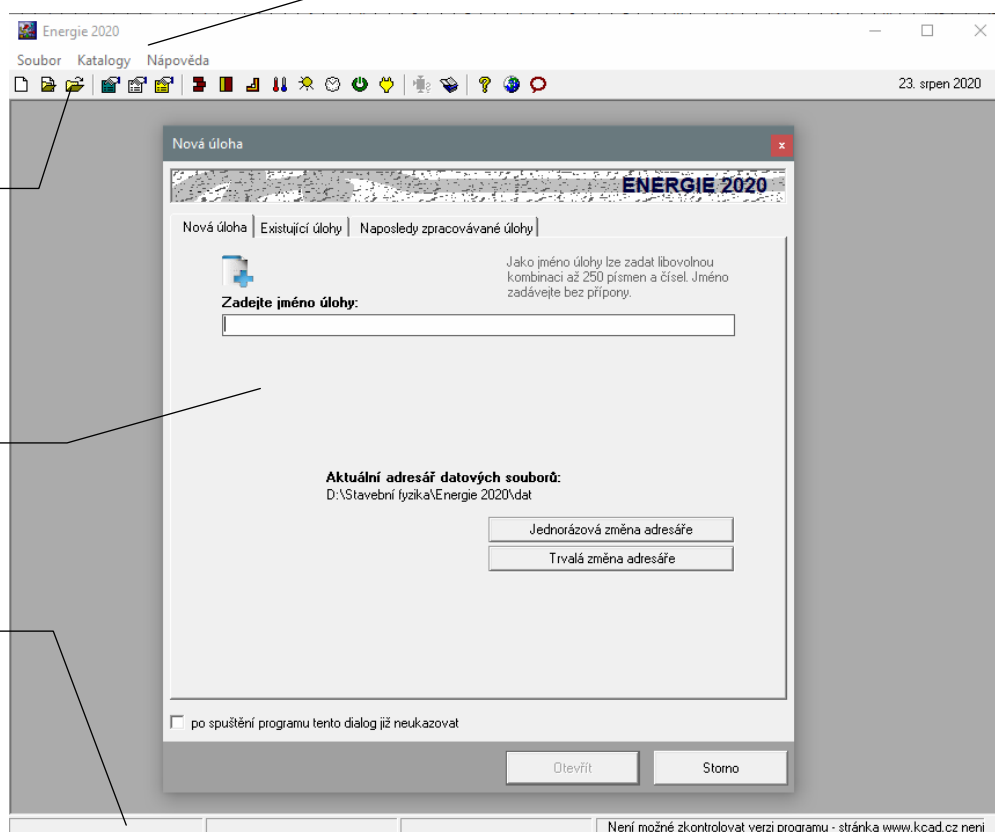 Energie 2020
Soubor Katalogy Nápověda
23. srpen 2020
Nová úloha
ENERGIE 2020
Nová úloha Existující úlohy Naposledy zpracovávané úlohy
Jako jméno úlohy lze zadat libovolnou
kombinaci až 250 písmen a čísel. Jméno
zadávejte bez přípony.
Zadejte jméno úlohy:
Aktuální adresář datových souborů:
D:\Stavební fyzika\Energie 2020\dat
Jednorázová změna adresáře
Trvalá změna adresáře
po spuštění programu tento dialog již neukazovat
Otevřít Storno
Není možné zkontrolovat verzi programu - stránka www.kcad.cz není